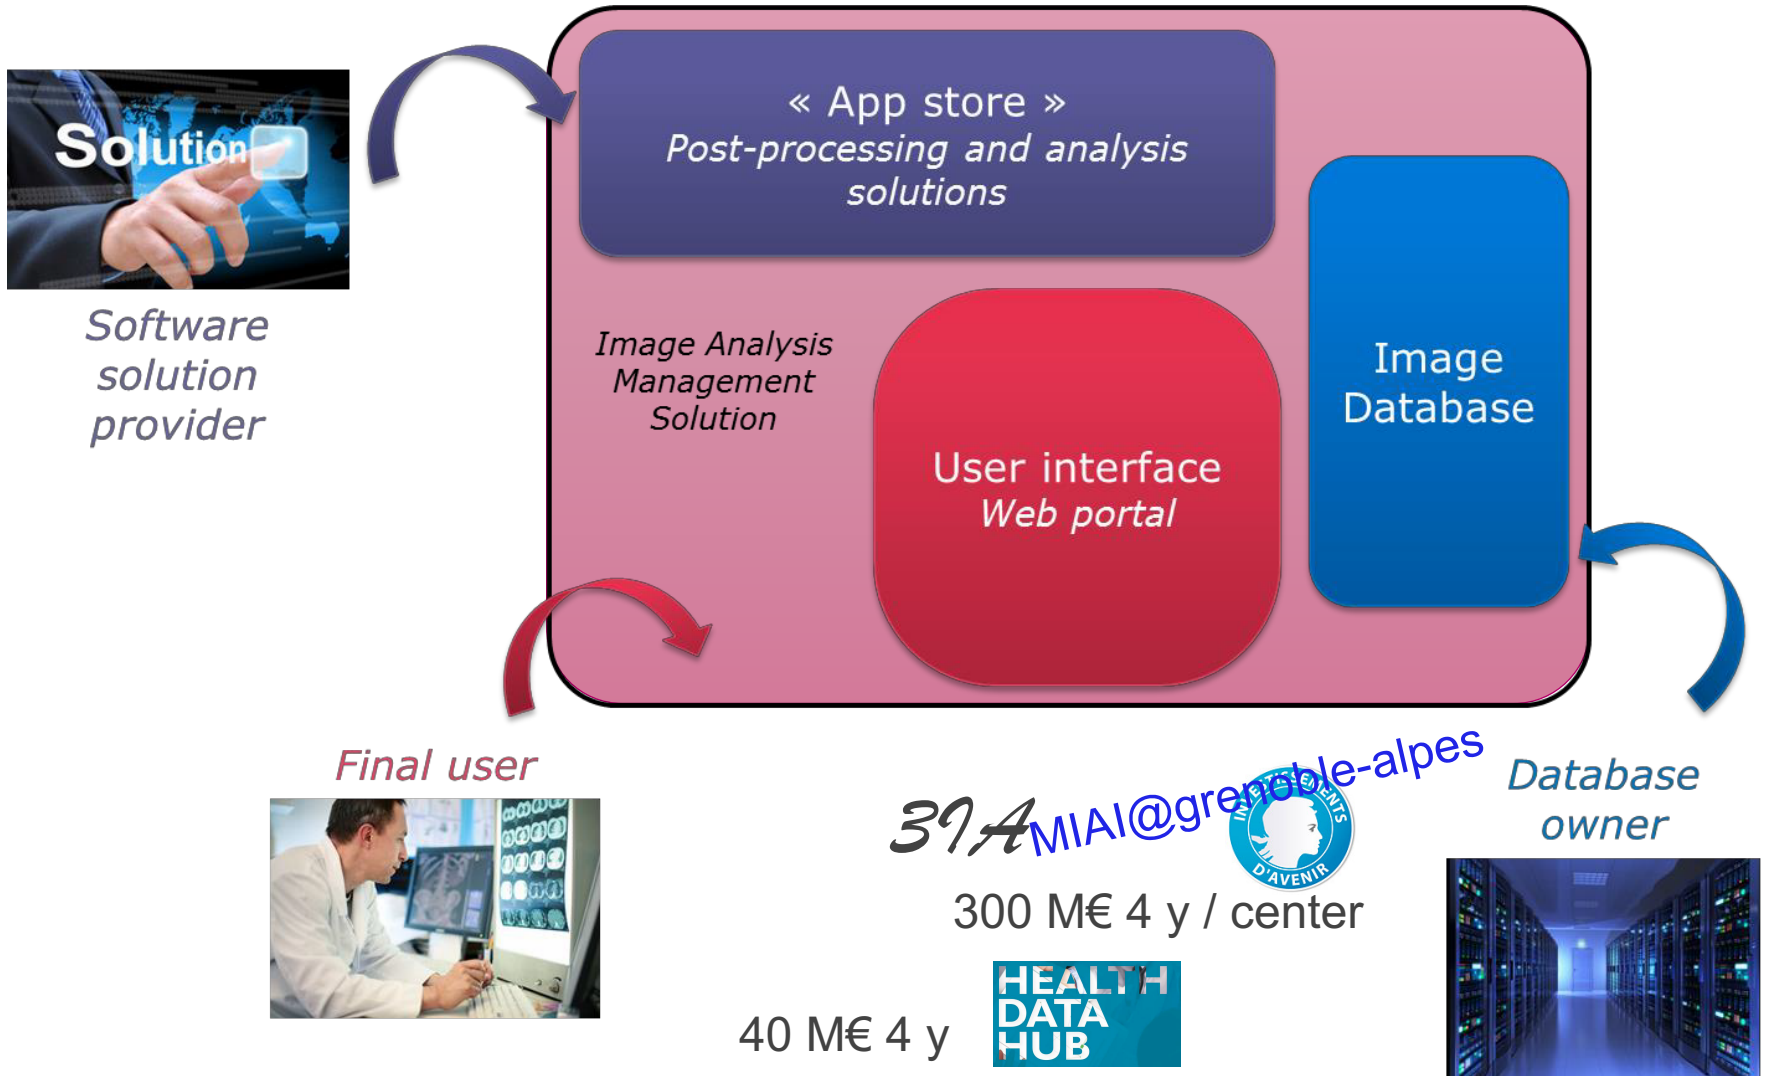 « App store »
Post-processing and analysis
solutions
Solution
Software
solution
provider
Image Analysis
Management
Solution
Image
Database
User interface
Web portal
Final user
3IA
MIAI@grenoble-alpes
INVESTISSEMENTS
D'AVENIR
Database
owner
300 M€ 4 y / center
40 M€ 4 y
HEALTH
DATA
HUB